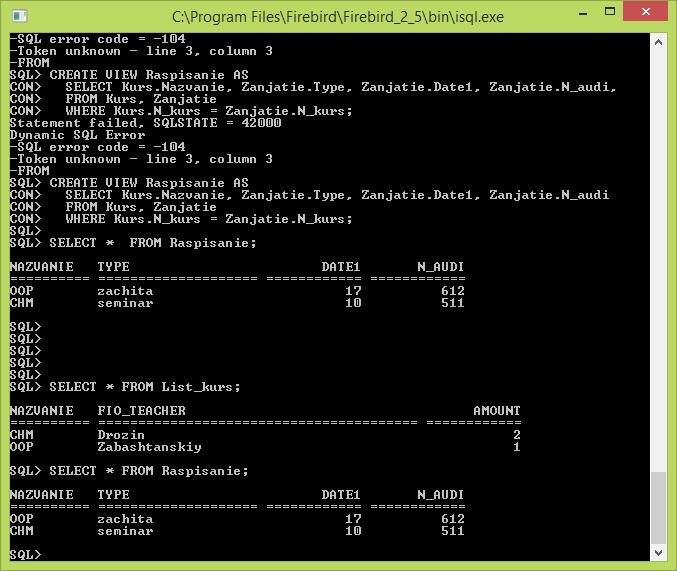 C:\Program Files\Firebird\Firebird_2_5\bin\isql.exe
-SQL error code = -104
-Token unknown - line 3, column 3
-FROM
SQL> CREATE VIEW Raspisanie AS
CON>   SELECT Kurs.Nazvanie, Zanjatie.Type, Zanjatie.Date1, Zanjatie.N_audi,
CON>   FROM Kurs, Zanjatie
CON>   WHERE Kurs.N_kurs = Zanjatie.N_kurs;
Statement failed, SQLSTATE = 42000
Dynamic SQL Error
-SQL error code = -104
-Token unknown - line 3, column 3
-FROM
SQL> CREATE VIEW Raspisanie AS
CON>   SELECT Kurs.Nazvanie, Zanjatie.Type, Zanjatie.Date1, Zanjatie.N_audi
CON>   FROM Kurs, Zanjatie
CON>   WHERE Kurs.N_kurs = Zanjatie.N_kurs;
SQL>
SQL> SELECT *  FROM Raspisanie;
NAZVANIE   TYPE                        DATE1       N_AUDI
========== ==================== ============ ============
OOP        zachita                        17          612
CHM        seminar                        10          511
SQL>
SQL>
SQL>
SQL>
SQL>
SQL> SELECT * FROM List_kurs;
NAZVANIE   FIO_TEACHER                                    AMOUNT
========== ======================================== ============
CHM        Drozin                                              2
OOP        Zabashtanskiy                                       1
SQL> SELECT * FROM Raspisanie;
NAZVANIE   TYPE                        DATE1       N_AUDI
========== ==================== ============ ============
OOP        zachita                        17          612
CHM        seminar                        10          511
SQL>